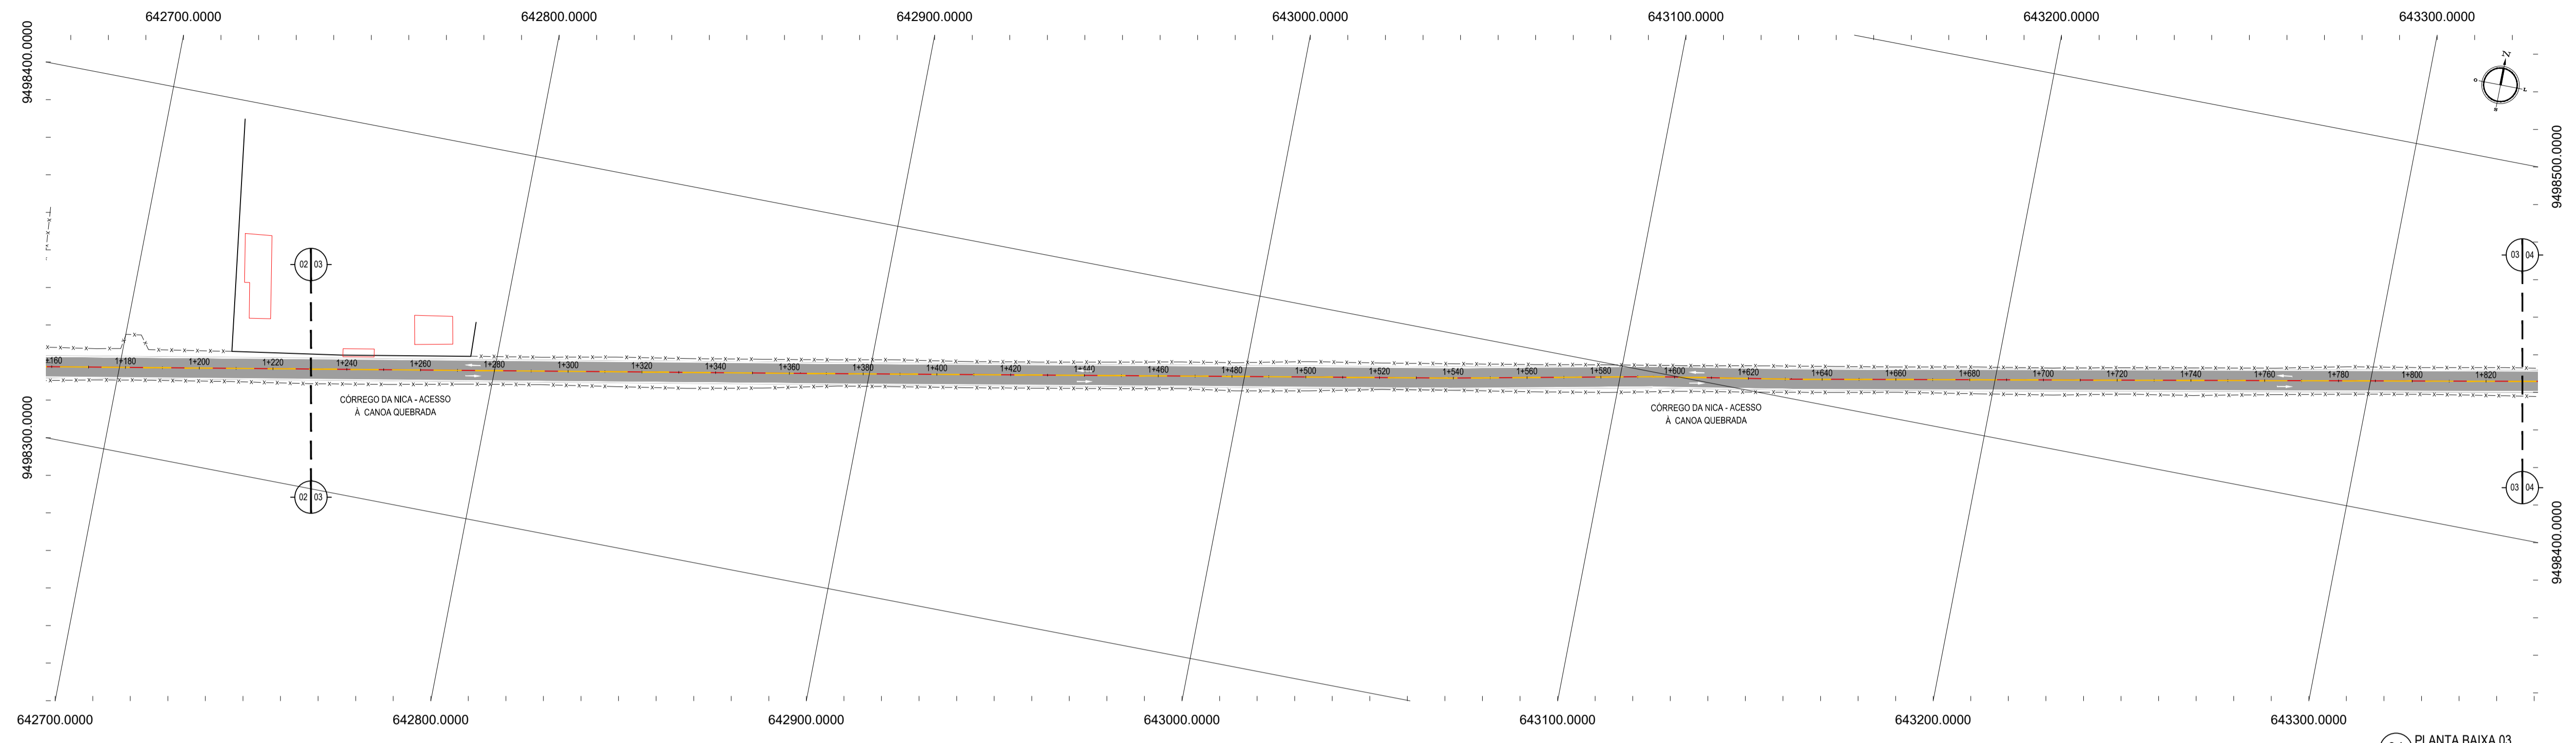 642700.0000 642800.0000 642900.0000 643000.0000 643100.0000 643200.0000 643300.0000
9498400.0000
9498500.0000
N
O
L
S
02 03
03 04
1+160 1+180 1+200 1+220 1+240 1+260 1+280 1+300 1+320 1+340 1+360 1+380 1+400 1+420 1+440 1+460 1+480 1+500 1+520 1+540 1+560 1+580 1+600 1+620 1+640 1+660 1+680 1+700 1+720 1+740 1+760 1+780 1+800 1+820
CÓRREGO DA NICA - ACESSO
À CANOA QUEBRADA
CÓRREGO DA NICA - ACESSO
À CANOA QUEBRADA
9498300.0000
9498400.0000
02 03
03 04
642700.0000 642800.0000 642900.0000 643000.0000 643100.0000 643200.0000 643300.0000
PLANTA BAIXA 03